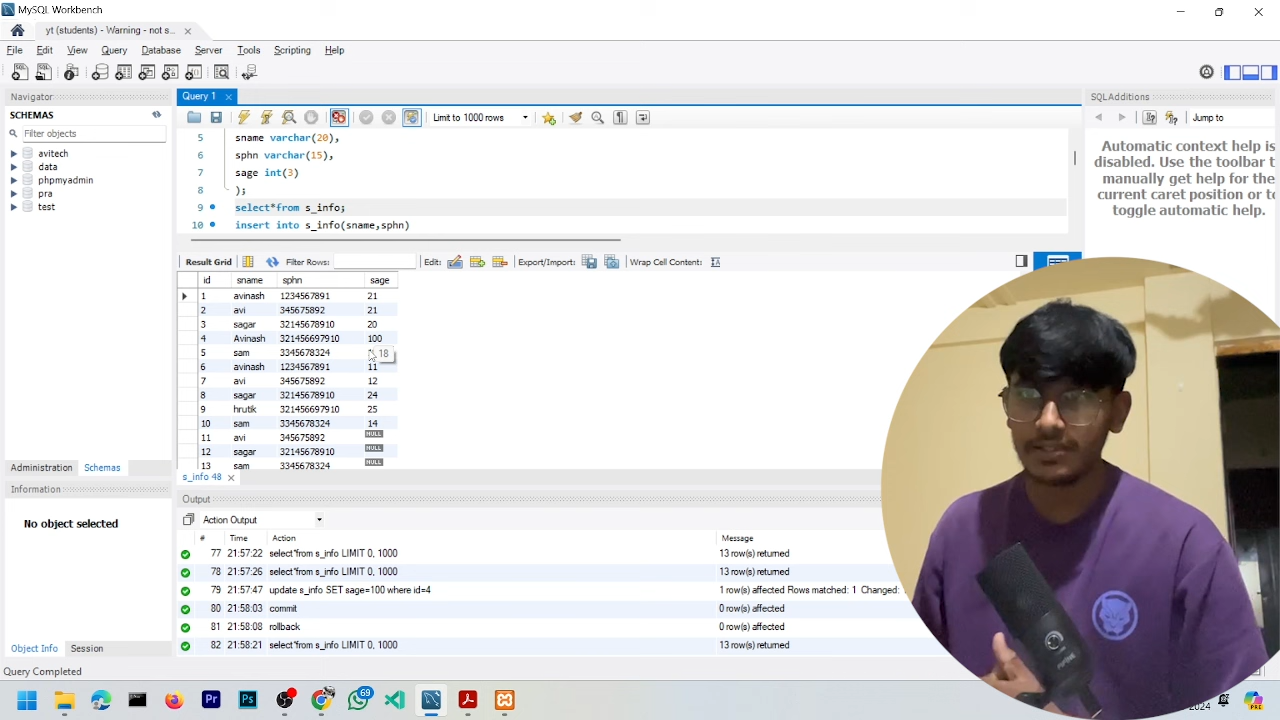 MySQL Workbench
yt (students) - Warning - not s...
File Edit View Query Database Server Tools Scripting Help
Navigator
SCHEMAS
Filter objects
avitech
data
phpmyadmin
pra
test
Administration Schemas
Information
No object selected
Object Info Session
Query Completed
Query 1
Limit to 1000 rows
5 sname varchar(20),
6 sphn varchar(15),
7 sage int(3)
8 );
9 select*from s_info;
10 insert into s_info(sname,sphn)
Result Grid Filter Rows: Edit: Export/Import: Wrap Cell Content:
id sname sphn sage
1 avinash 1234567891 21
2 avi 345675892 21
3 sagar 32145678910 20
4 Avinash 321456697910 100
5 sam 3345678324 18
6 avinash 1234567891 11
7 avi 345675892 12
8 sagar 321456678910 24
9 hrutik 321456697910 25
10 sam 3345678324 14
11 avi 345675892 NULL
12 sagar 321456678910 NULL
13 sam 3345678324 NULL
s_info 48
Output
Action Output
# Time Action Message
77 21:57:22 select*from s_info LIMIT 0, 1000 13 row(s) returned
78 21:57:26 select*from s_info LIMIT 0, 1000 13 row(s) returned
79 21:57:47 update s_info SET sage=100 where id=4 1 row(s) affected Rows matched: 1 Changed:
80 21:58:03 commit 0 row(s) affected
81 21:58:08 rollback 0 row(s) affected
82 21:58:21 select*from s_info LIMIT 0, 1000 13 row(s) returned
SQLAdditions
Jump to
Automatic context help is
disabled. Use the toolbar t
manually get help for the
current caret position or to
toggle automatic help.
FIFINE
Pr
Ps
69
PRE